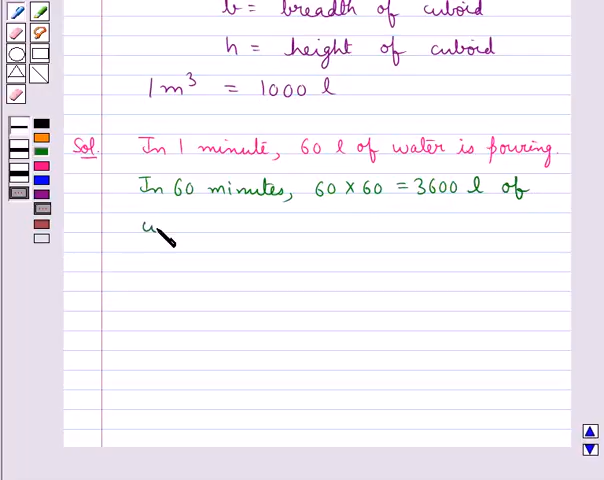 b = breadth of cuboid
h = height of cuboid
1 m³ = 1000 l
Sol. In 1 minute, 60 l of water is pouring.
In 60 minutes, 60 × 60 = 3600 l of